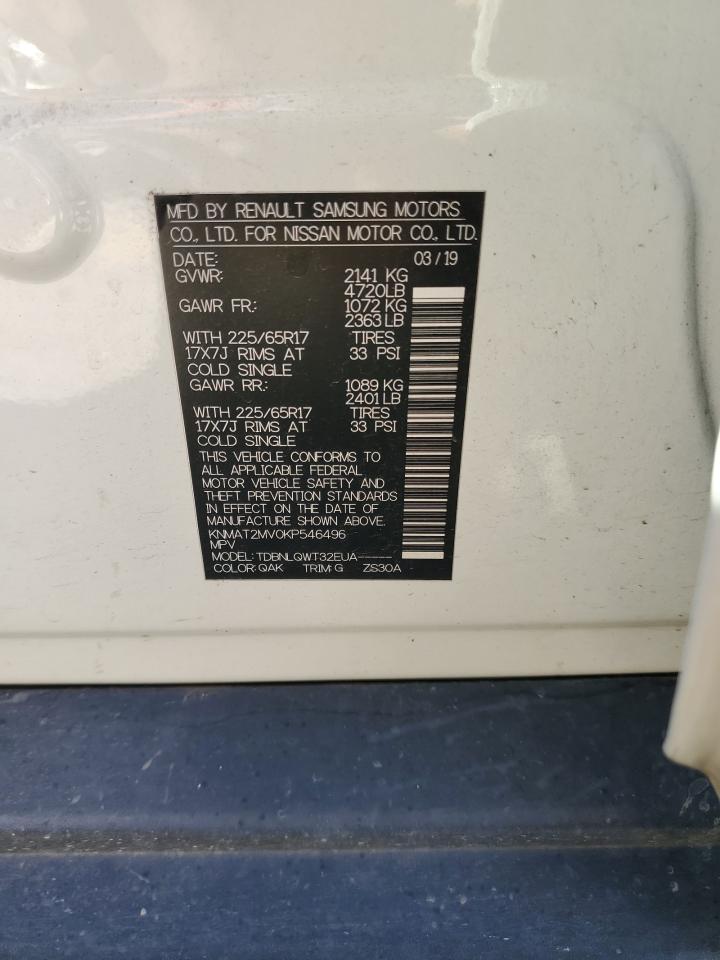 MFD BY RENAULT SAMSUNG MOTORS
CO., LTD. FOR NISSAN MOTOR CO., LTD.
DATE: 03/19
GVWR: 2141 KG
4720LB
GAWR FR.: 1072 KG
2363 LB
WITH 225/65R17 TIRES
17X7J RIMS AT 33 PSI
COLD SINGLE
GAWR RR.: 1089 KG
2401 LB
WITH 225/65R17 TIRES
17X7J RIMS AT 33 PSI
COLD SINGLE
THIS VEHICLE CONFORMS TO
ALL APPLICABLE FEDERAL
MOTOR VEHICLE SAFETY AND
THEFT PREVENTION STANDARDS
IN EFFECT ON THE DATE OF
MANUFACTURE SHOWN ABOVE.
KNMAT2MV0KP546496
MPV
MODEL: TDBNLQWT32EUA-----
COLOR: QAK TRIM: G ZS30A